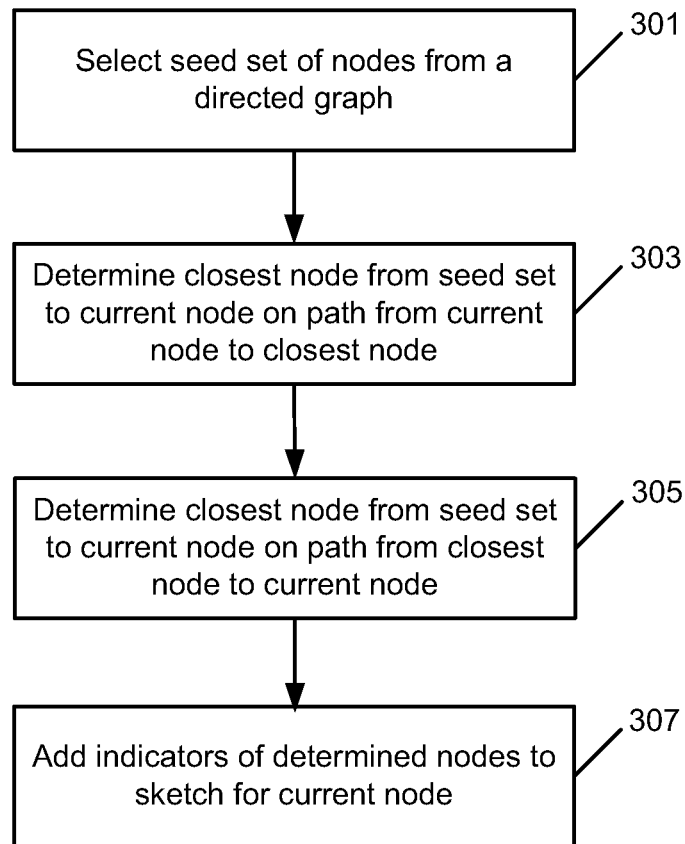 301
Select seed set of nodes from a
directed graph
303
Determine closest node from seed set
to current node on path from current
node to closest node
305
Determine closest node from seed set
to current node on path from closest
node to current node
307
Add indicators of determined nodes to
sketch for current node